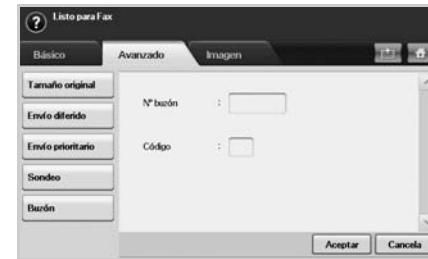 Listo para Fax
Básico Avanzado Imagen
Tamaño original
Envío diferido
Envío prioritario
Sondeo
Buzón
Nº buzón :
Código :
Aceptar Cancela